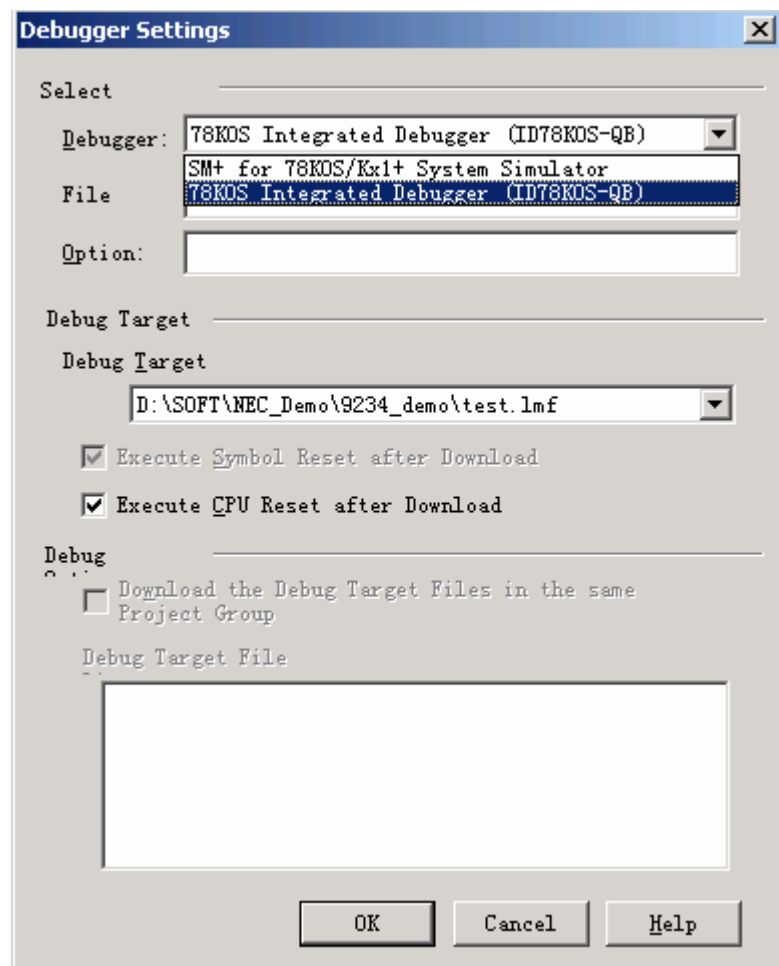 Debugger Settings
Select
Debugger:
78K0S Integrated Debugger (ID78K0S-QB)
SM+ for 78K0S/Kx1+ System Simulator
File
78K0S Integrated Debugger (ID78K0S-QB)
Option:
Debug Target
Debug Target
D:\SOFT\NEC_Demo\9234_demo\test.lmf
Execute Symbol Reset after Download
Execute CPU Reset after Download
Debug
Download the Debug Target Files in the same
Project Group
Debug Target File
OK
Cancel
Help